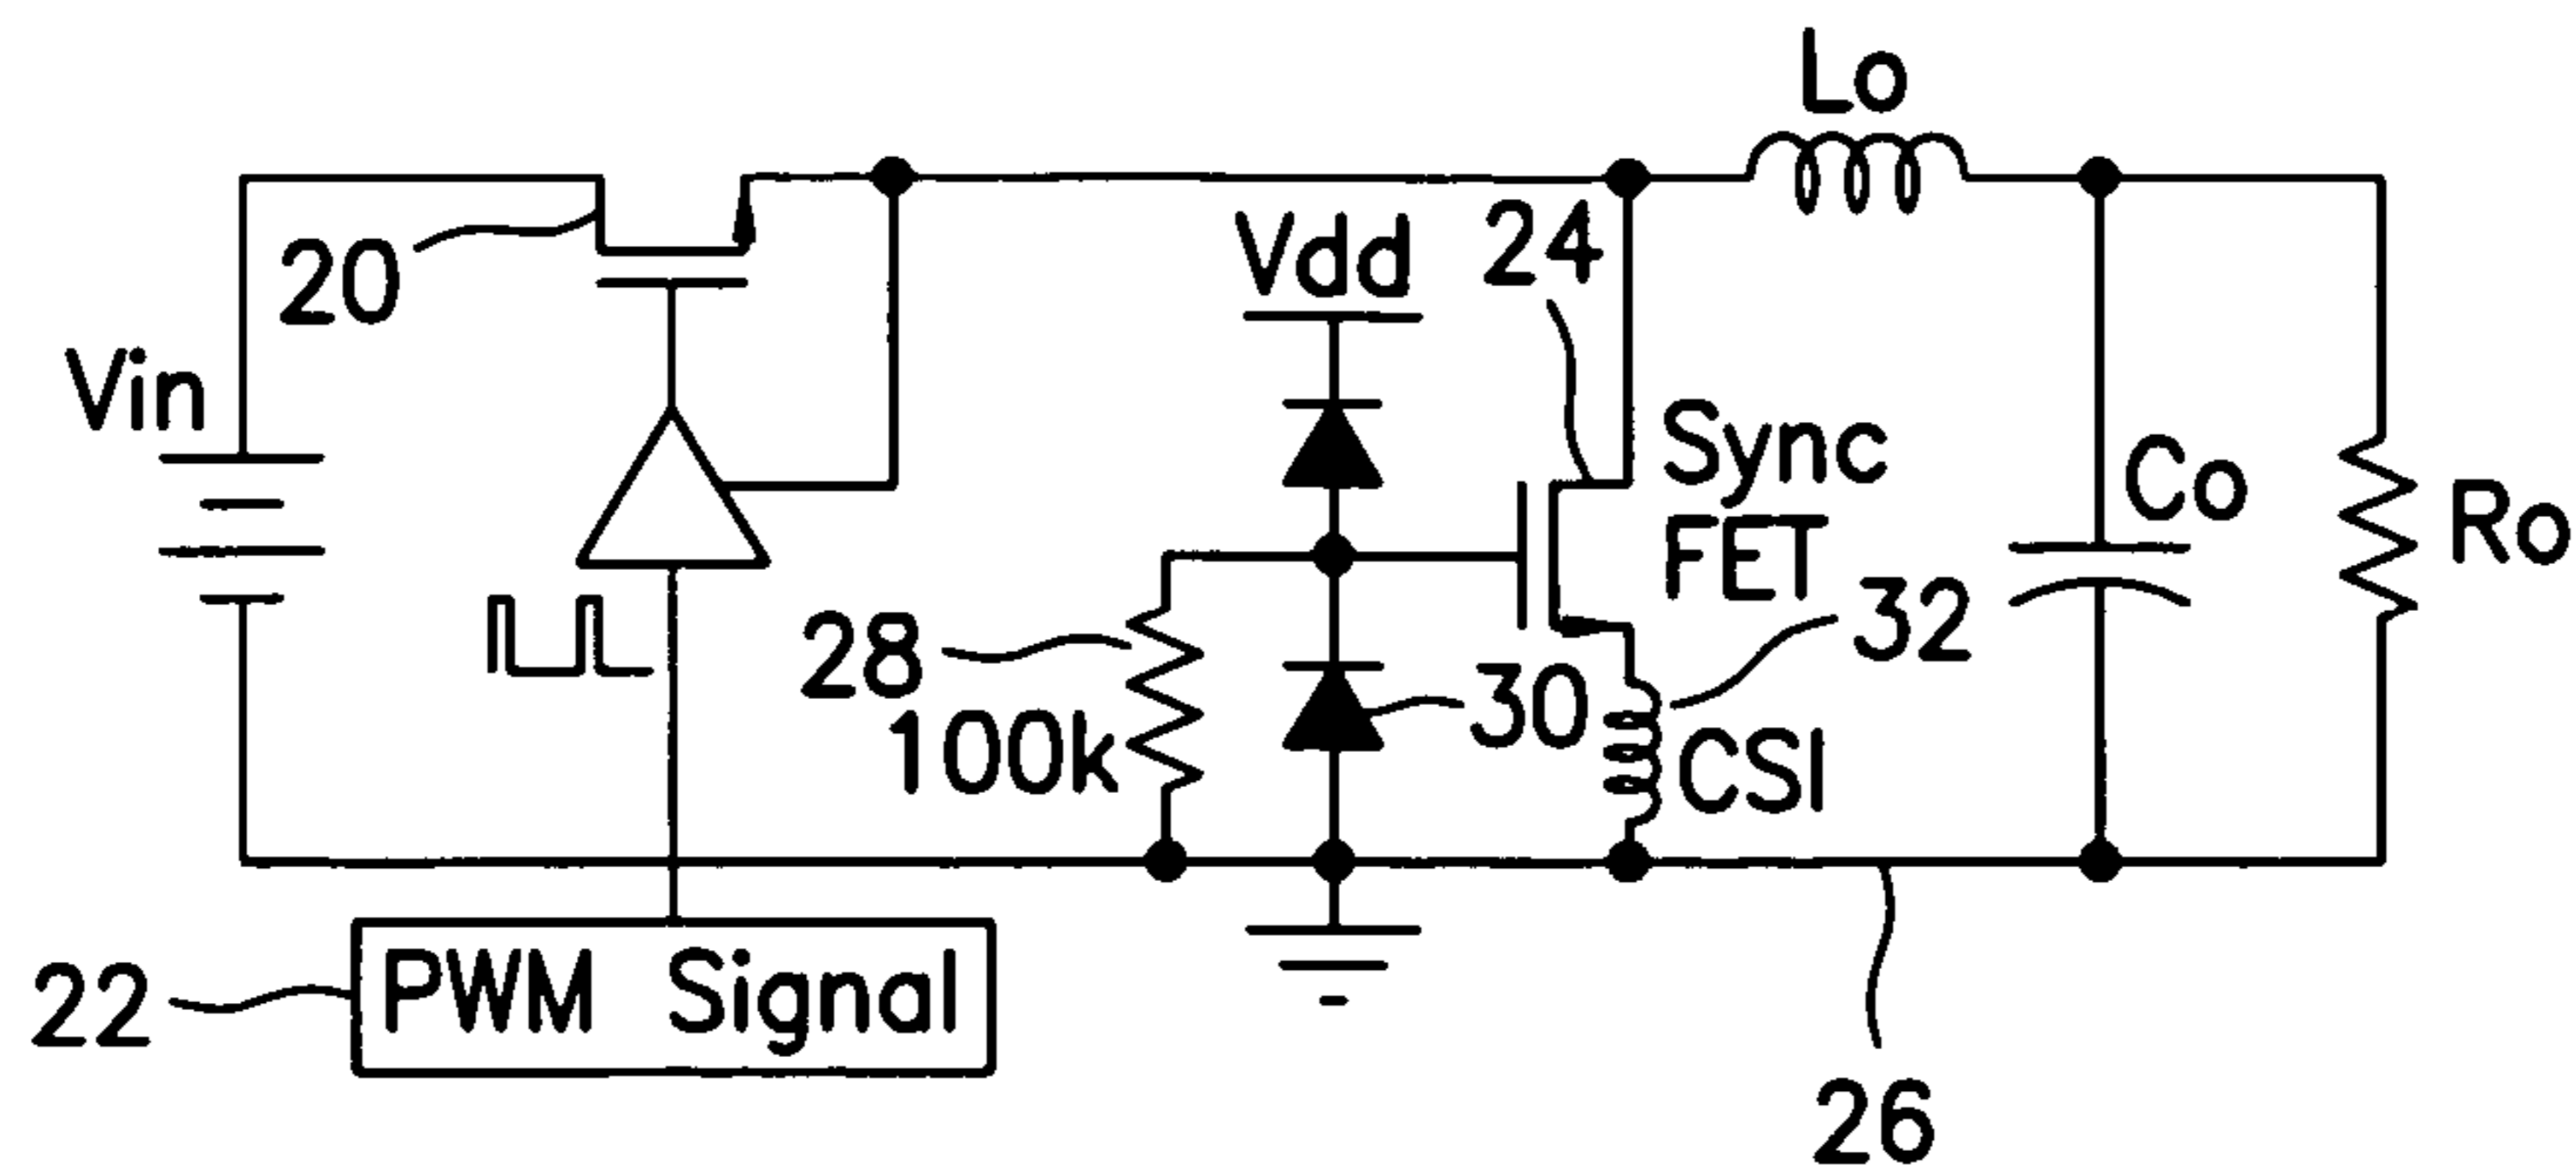 Lo
20
Vdd
24
Vin
Sync
FET
Co
Ro
28
100k
30
32
CSI
22
PWM Signal
26